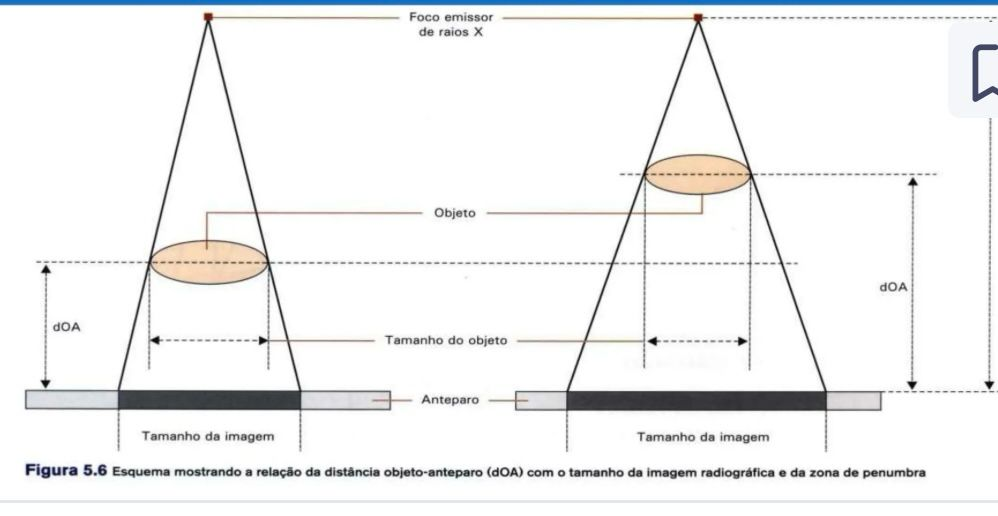 Foco emissor
de raios X
Objeto
dOA
dOA
Tamanho do objeto
Anteparo
Tamanho da imagem
Tamanho da imagem
Figura 5.6 Esquema mostrando a relação da distância objeto-anteparo (dOA) com o tamanho da imagem radiográfica e da zona de penumbra